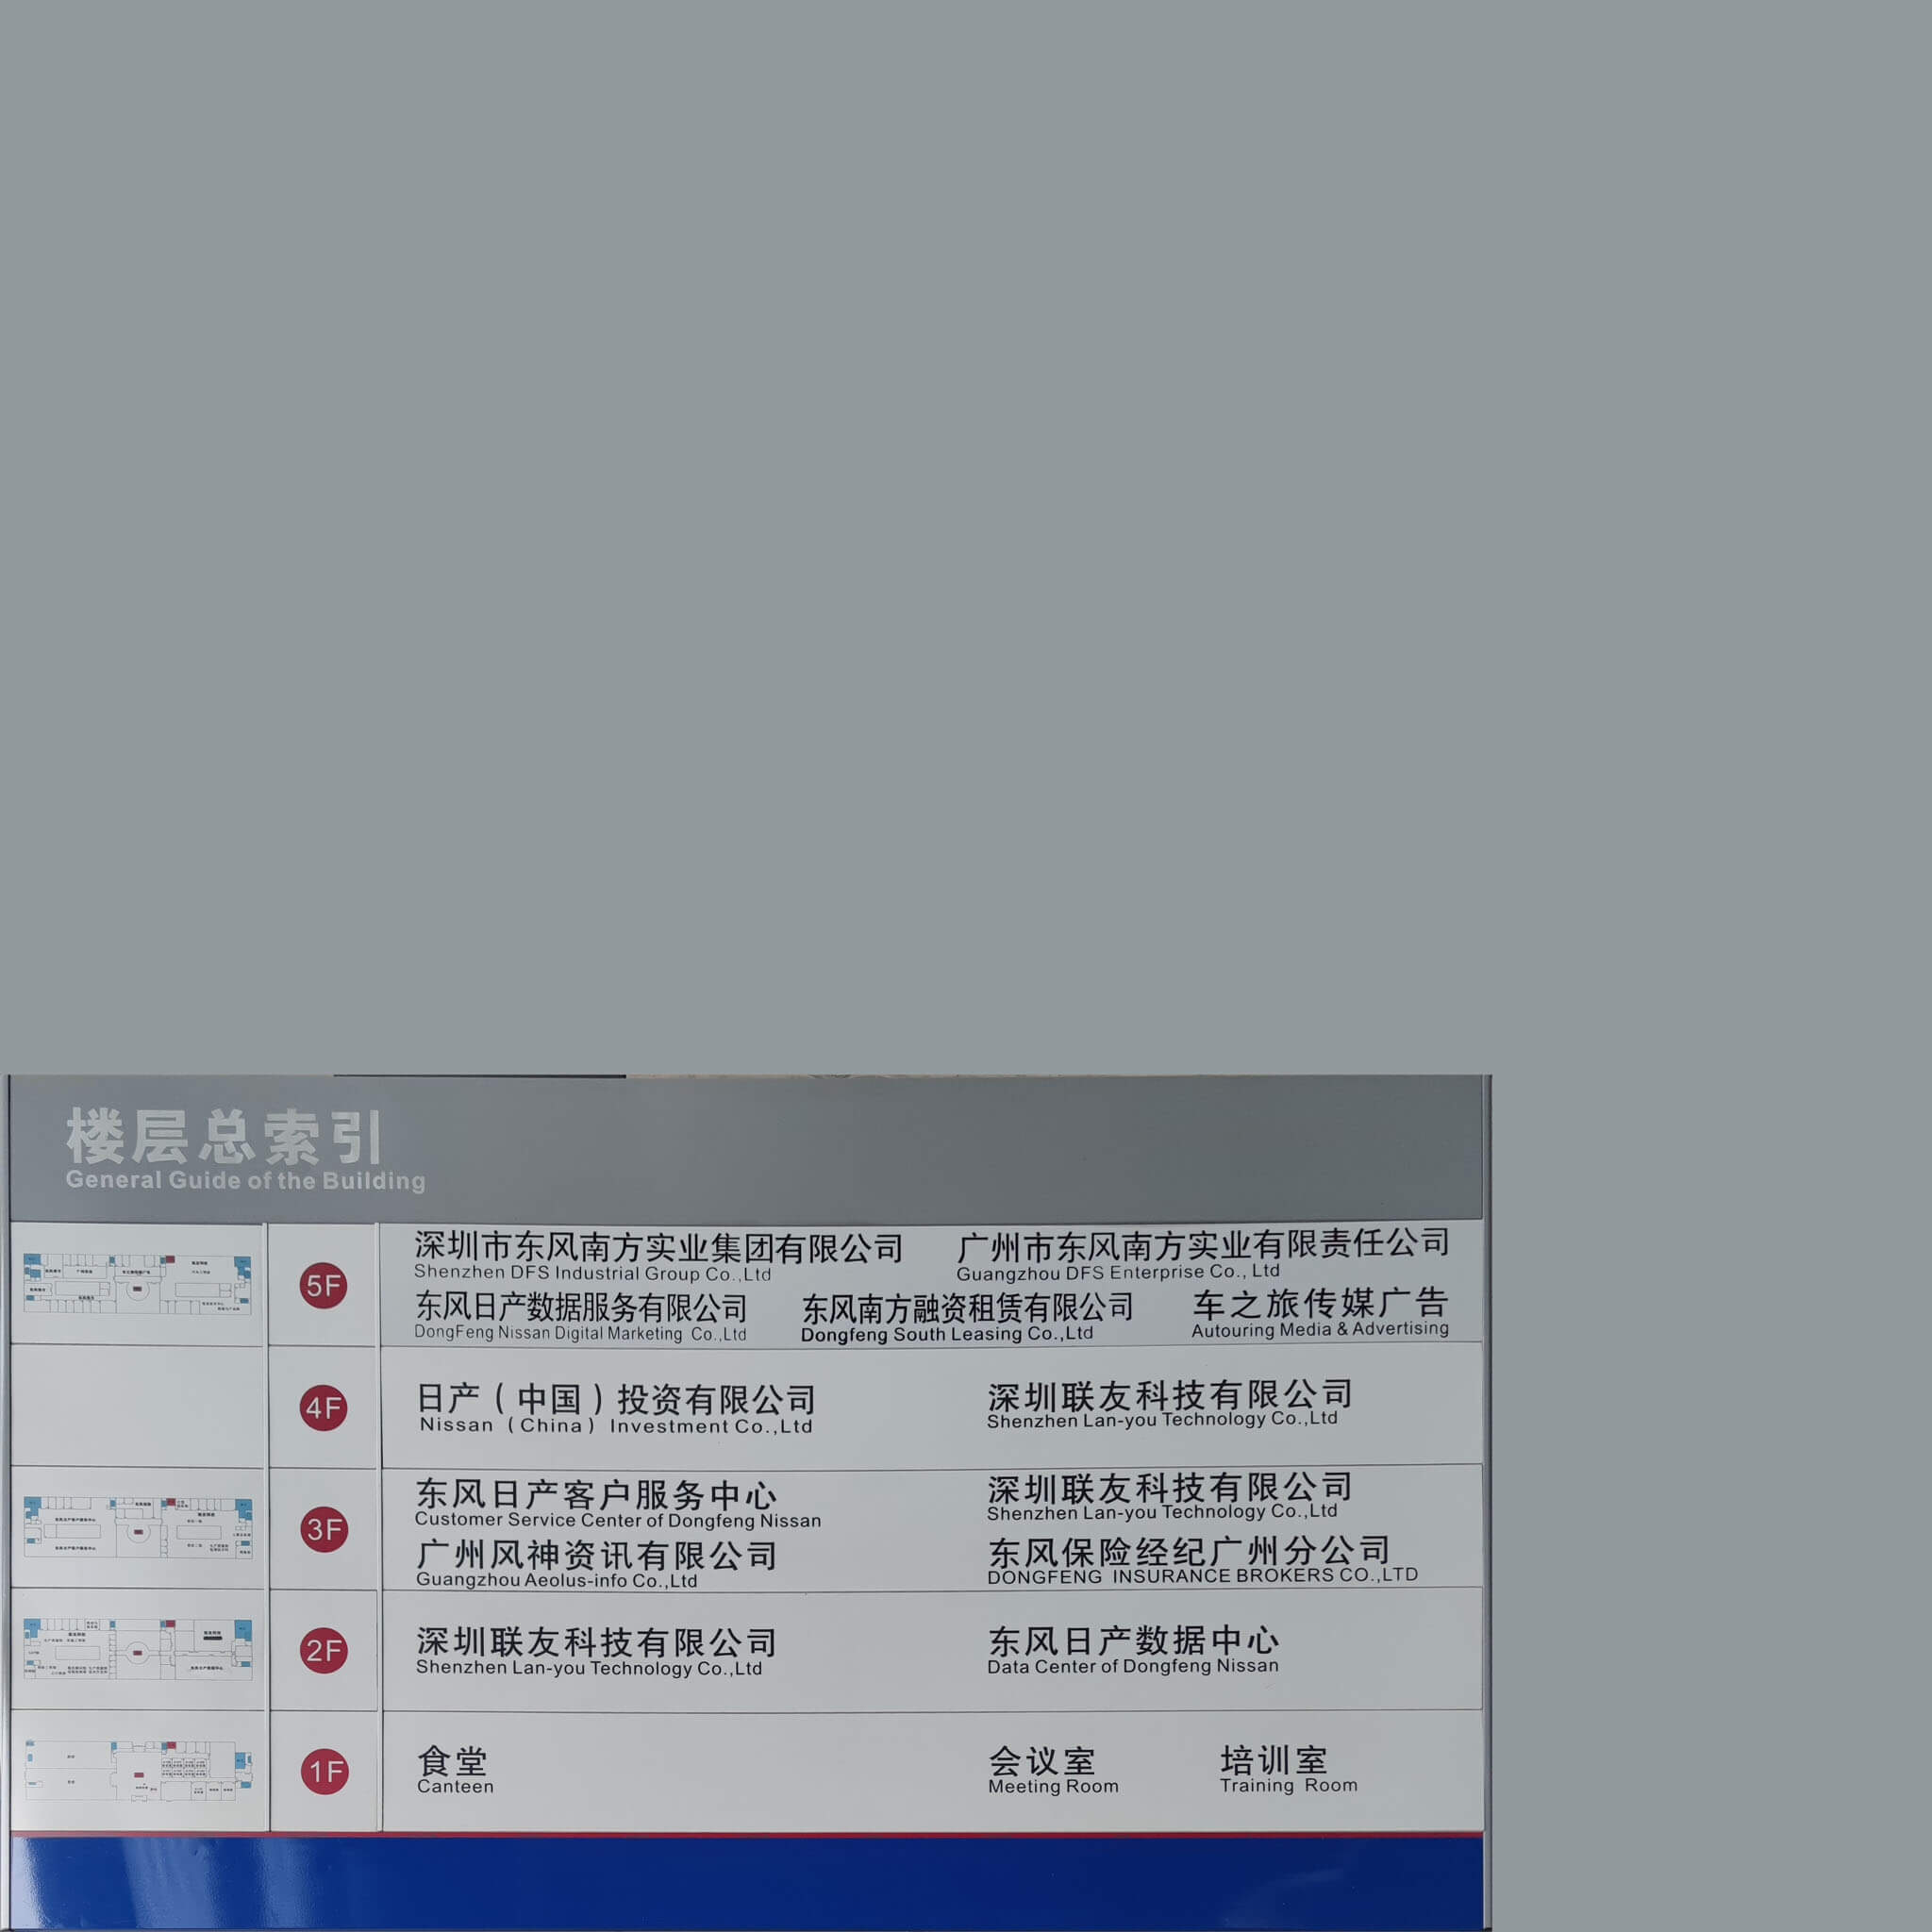 楼层总索引
General Guide of the Building
5F
深圳市东风南方实业集团有限公司 广州市东风南方实业有限责任公司
Shenzhen DFS Industrial Group Co.,Ltd Guangzhou DFS Enterprise Co., Ltd
东风日产数据服务有限公司 东风南方融资租赁有限公司 车之旅传媒广告
DongFeng Nissan Digital Marketing Co.,Ltd Dongfeng South Leasing Co.,Ltd Autouring Media & Advertising
4F
日产（中国）投资有限公司 深圳联友科技有限公司
Nissan （China） Investment Co.,Ltd Shenzhen Lan-you Technology Co.,Ltd
3F
东风日产客户服务中心 深圳联友科技有限公司
Customer Service Center of Dongfeng Nissan Shenzhen Lan-you Technology Co.,Ltd
广州风神资讯有限公司 东风保险经纪广州分公司
Guangzhou Aeolus-info Co.,Ltd DONGFENG INSURANCE BROKERS CO.,LTD
2F
深圳联友科技有限公司 东风日产数据中心
Shenzhen Lan-you Technology Co.,Ltd Data Center of Dongfeng Nissan
1F
食堂 会议室 培训室
Canteen Meeting Room Training Room